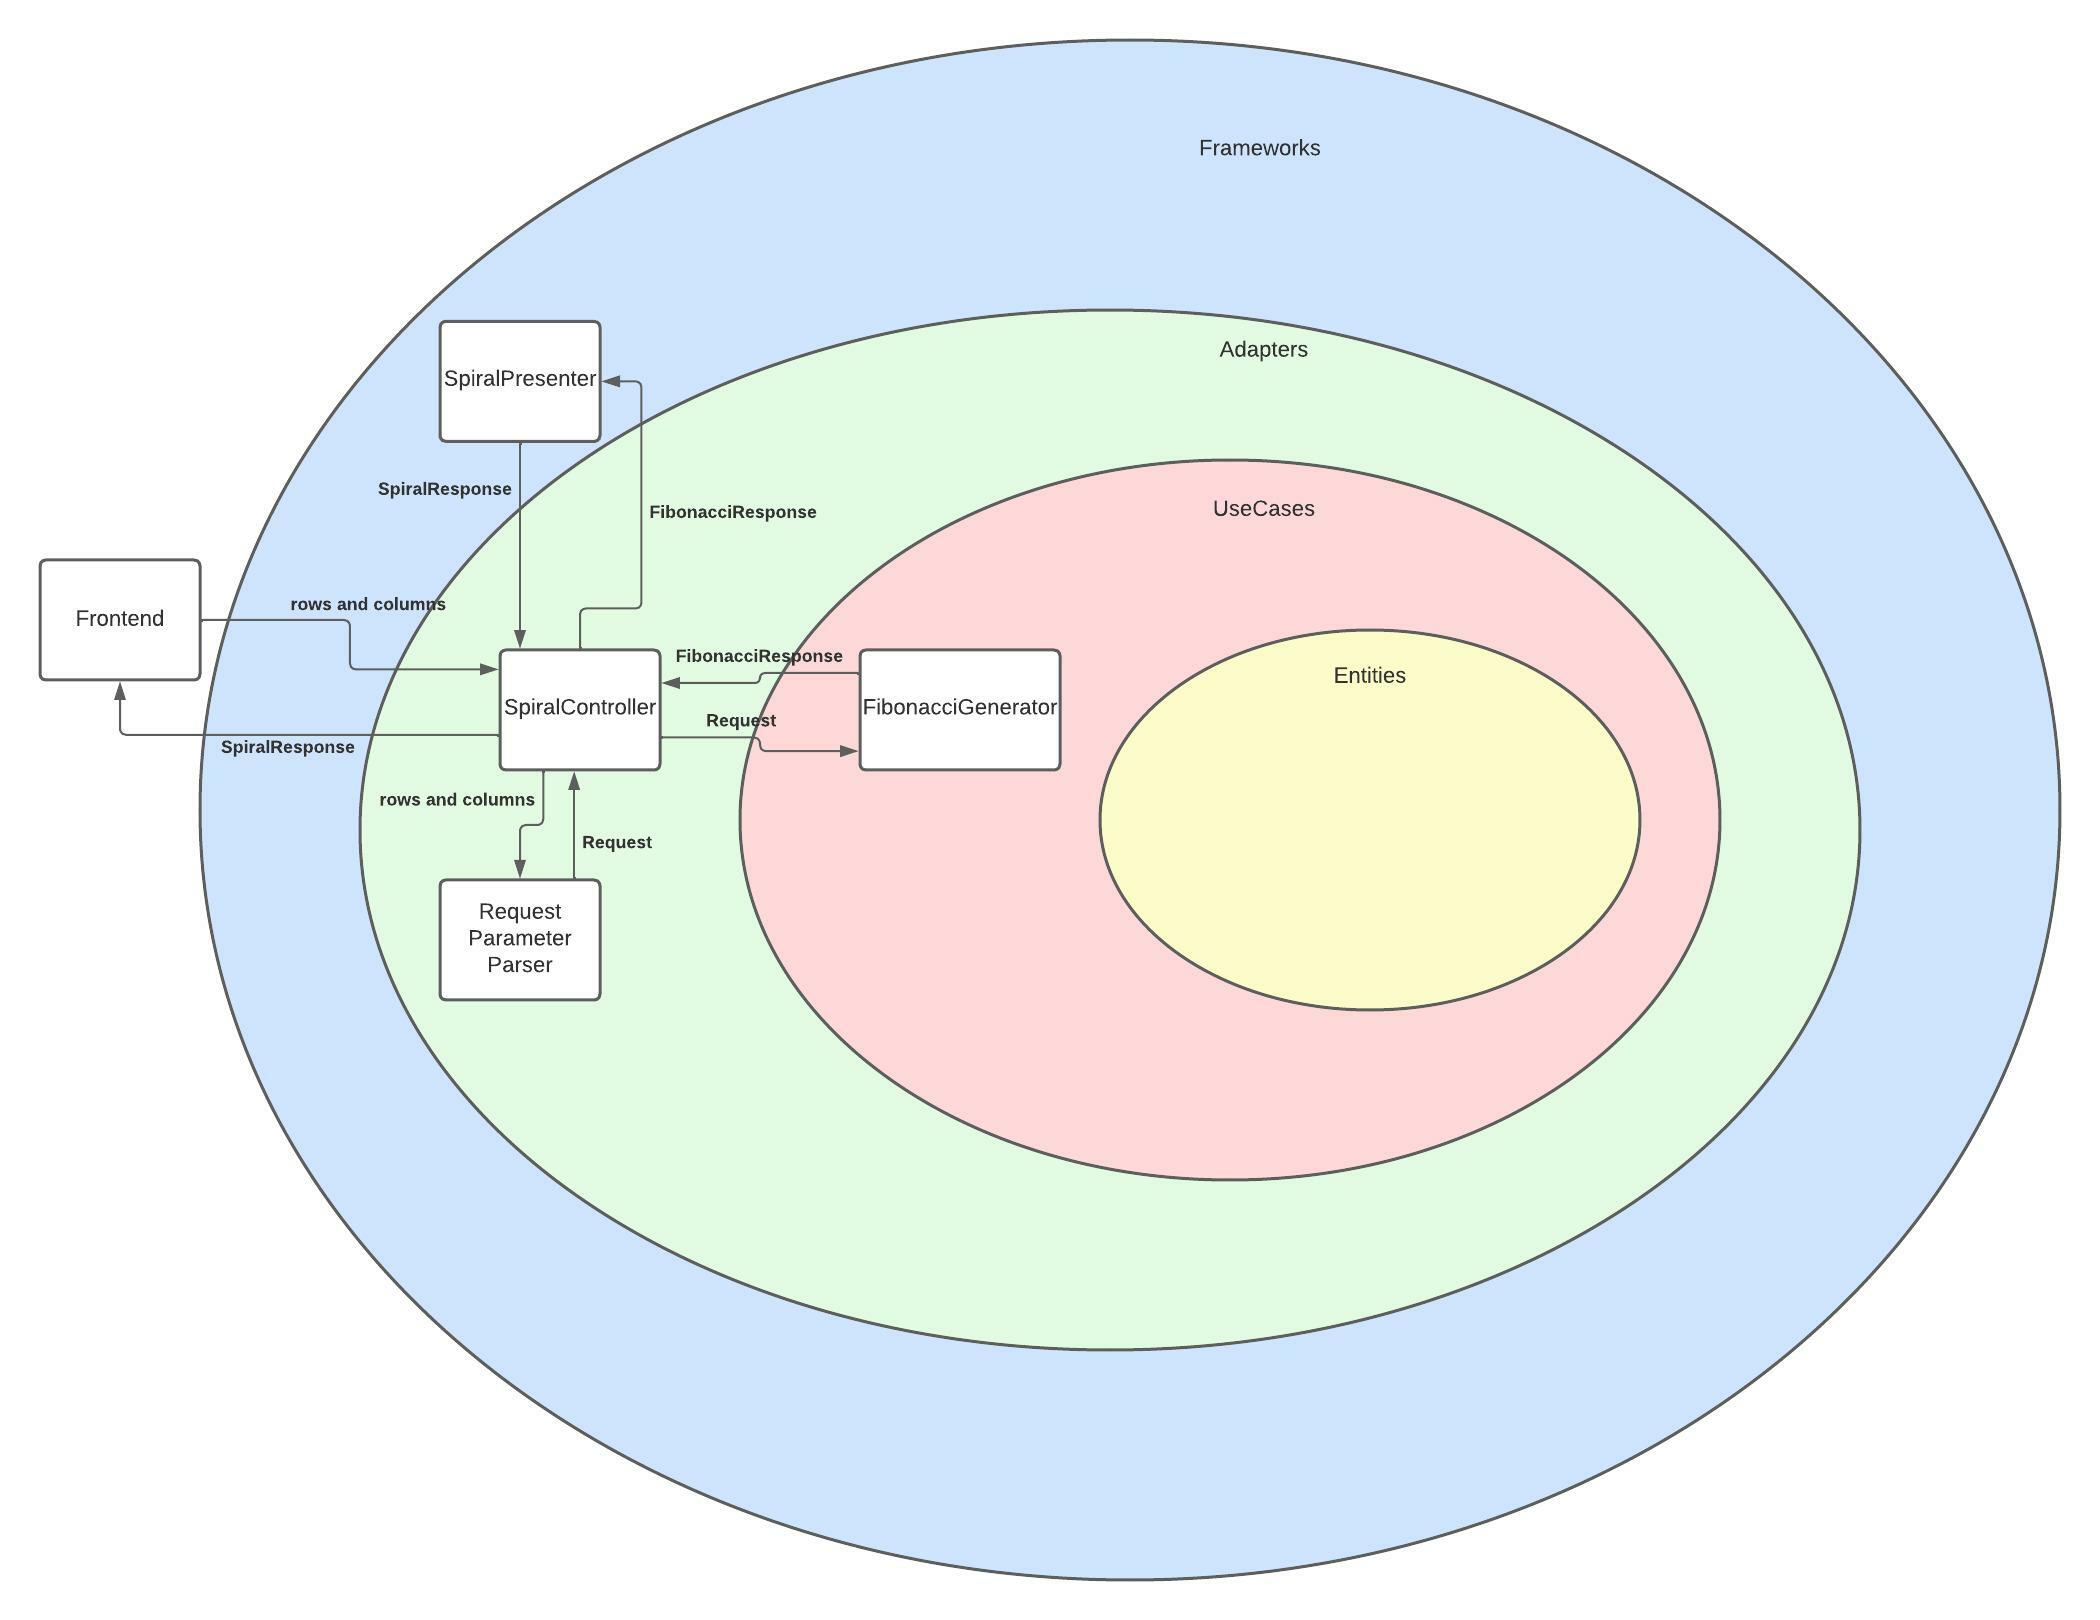 Frameworks
Adapters
SpiralPresenter
SpiralResponse
FibonacciResponse
UseCases
Frontend
rows and columns
FibonacciResponse
Entities
SpiralController
FibonacciGenerator
Request
SpiralResponse
rows and columns
Request
Request
Parameter
Parser